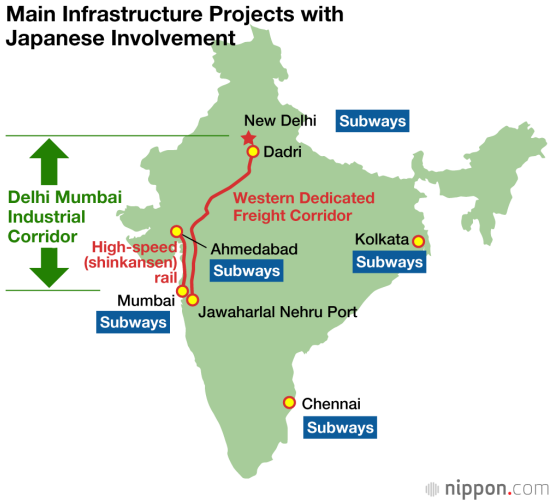 Main Infrastructure Projects with
Japanese Involvement
New Delhi
Subways
Dadri
Delhi Mumbai
Industrial
Corridor
Western Dedicated
Freight Corridor
High-speed
(shinkansen)
rail
Ahmedabad
Subways
Kolkata
Subways
Mumbai
Subways
Jawaharlal Nehru Port
Chennai
Subways
nippon.com